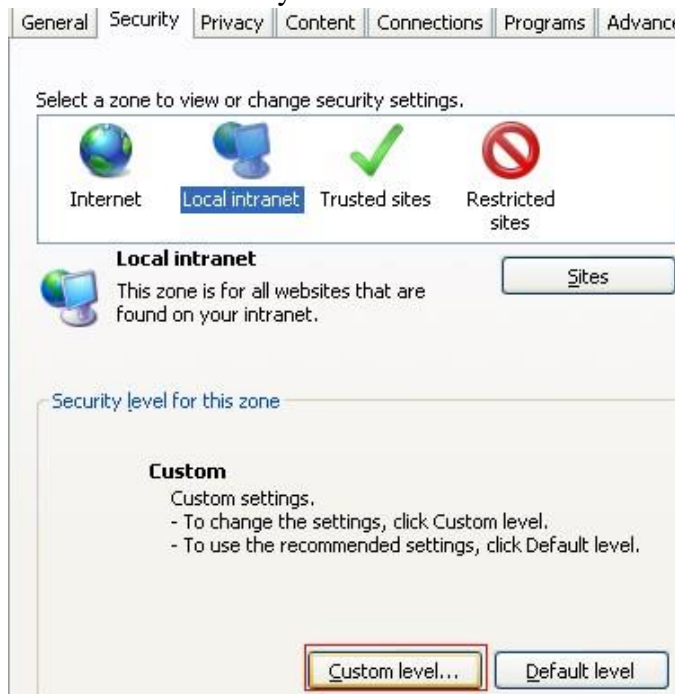 General Security Privacy Content Connections Programs
Select a zone to view or change security settings.
Internet Local intranet Trusted sites Restricted sites
Local intranet
Sites
This zone is for all websites that are
found on your intranet.
Security level for this zone
Custom
Custom settings.
- To change the settings, click Custom level.
- To use the recommended settings, click Default level.
Custom level... Default level